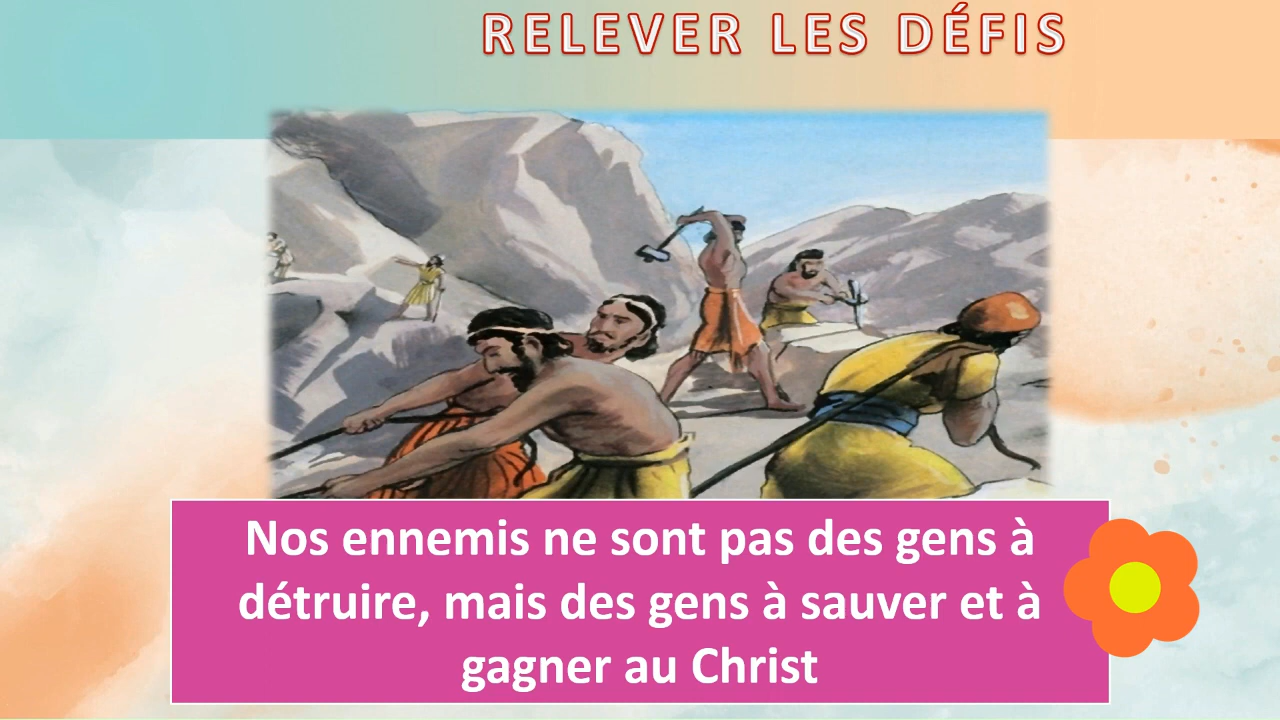 RELEVER LES DÉFIS
Nos ennemis ne sont pas des gens à
détruire, mais des gens à sauver et à
gagner au Christ